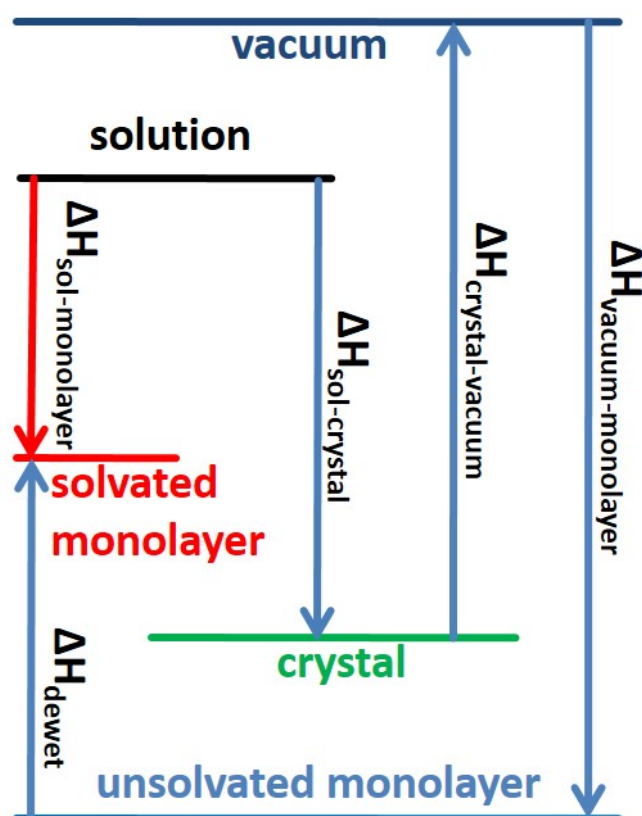 vacuum
solution
ΔHsol-monolayer
ΔHsol-crystal
ΔHcrystal-vacuum
ΔHvacuum-monolayer
solvated
monolayer
crystal
ΔHdewet
unsolvated monolayer